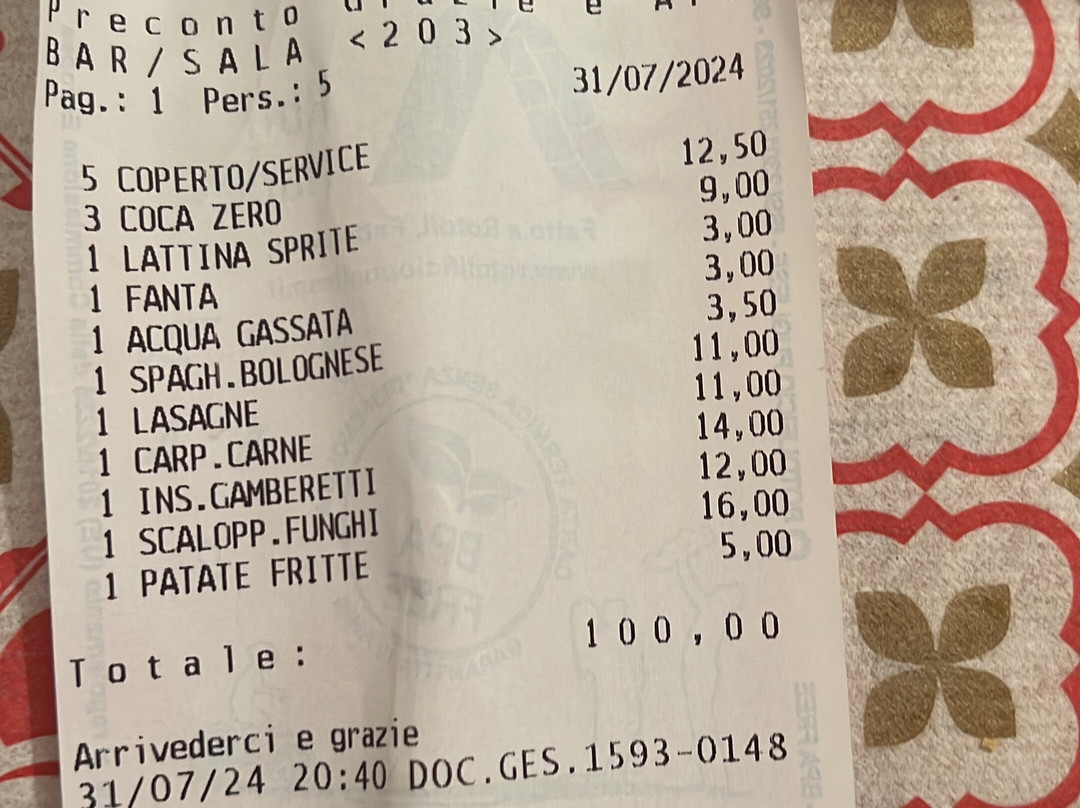 Preconto
BAR/SALA <203>
Pag.: 1 Pers.: 5 31/07/2024
5 COPERTO/SERVICE 12,50
3 COCA ZERO 9,00
1 LATTINA SPRITE 3,00
1 FANTA 3,00
1 ACQUA GASSATA 3,50
1 SPAGH.BOLOGNESE 11,00
1 LASAGNE 11,00
1 CARP.CARNE 14,00
1 INS.GAMBERETTI 12,00
1 SCALOPP.FUNGHI 16,00
1 PATATE FRITTE 5,00
Totale: 100,00
Arrivederci e grazie
31/07/24 20:40 DOC.GES.1593-0148